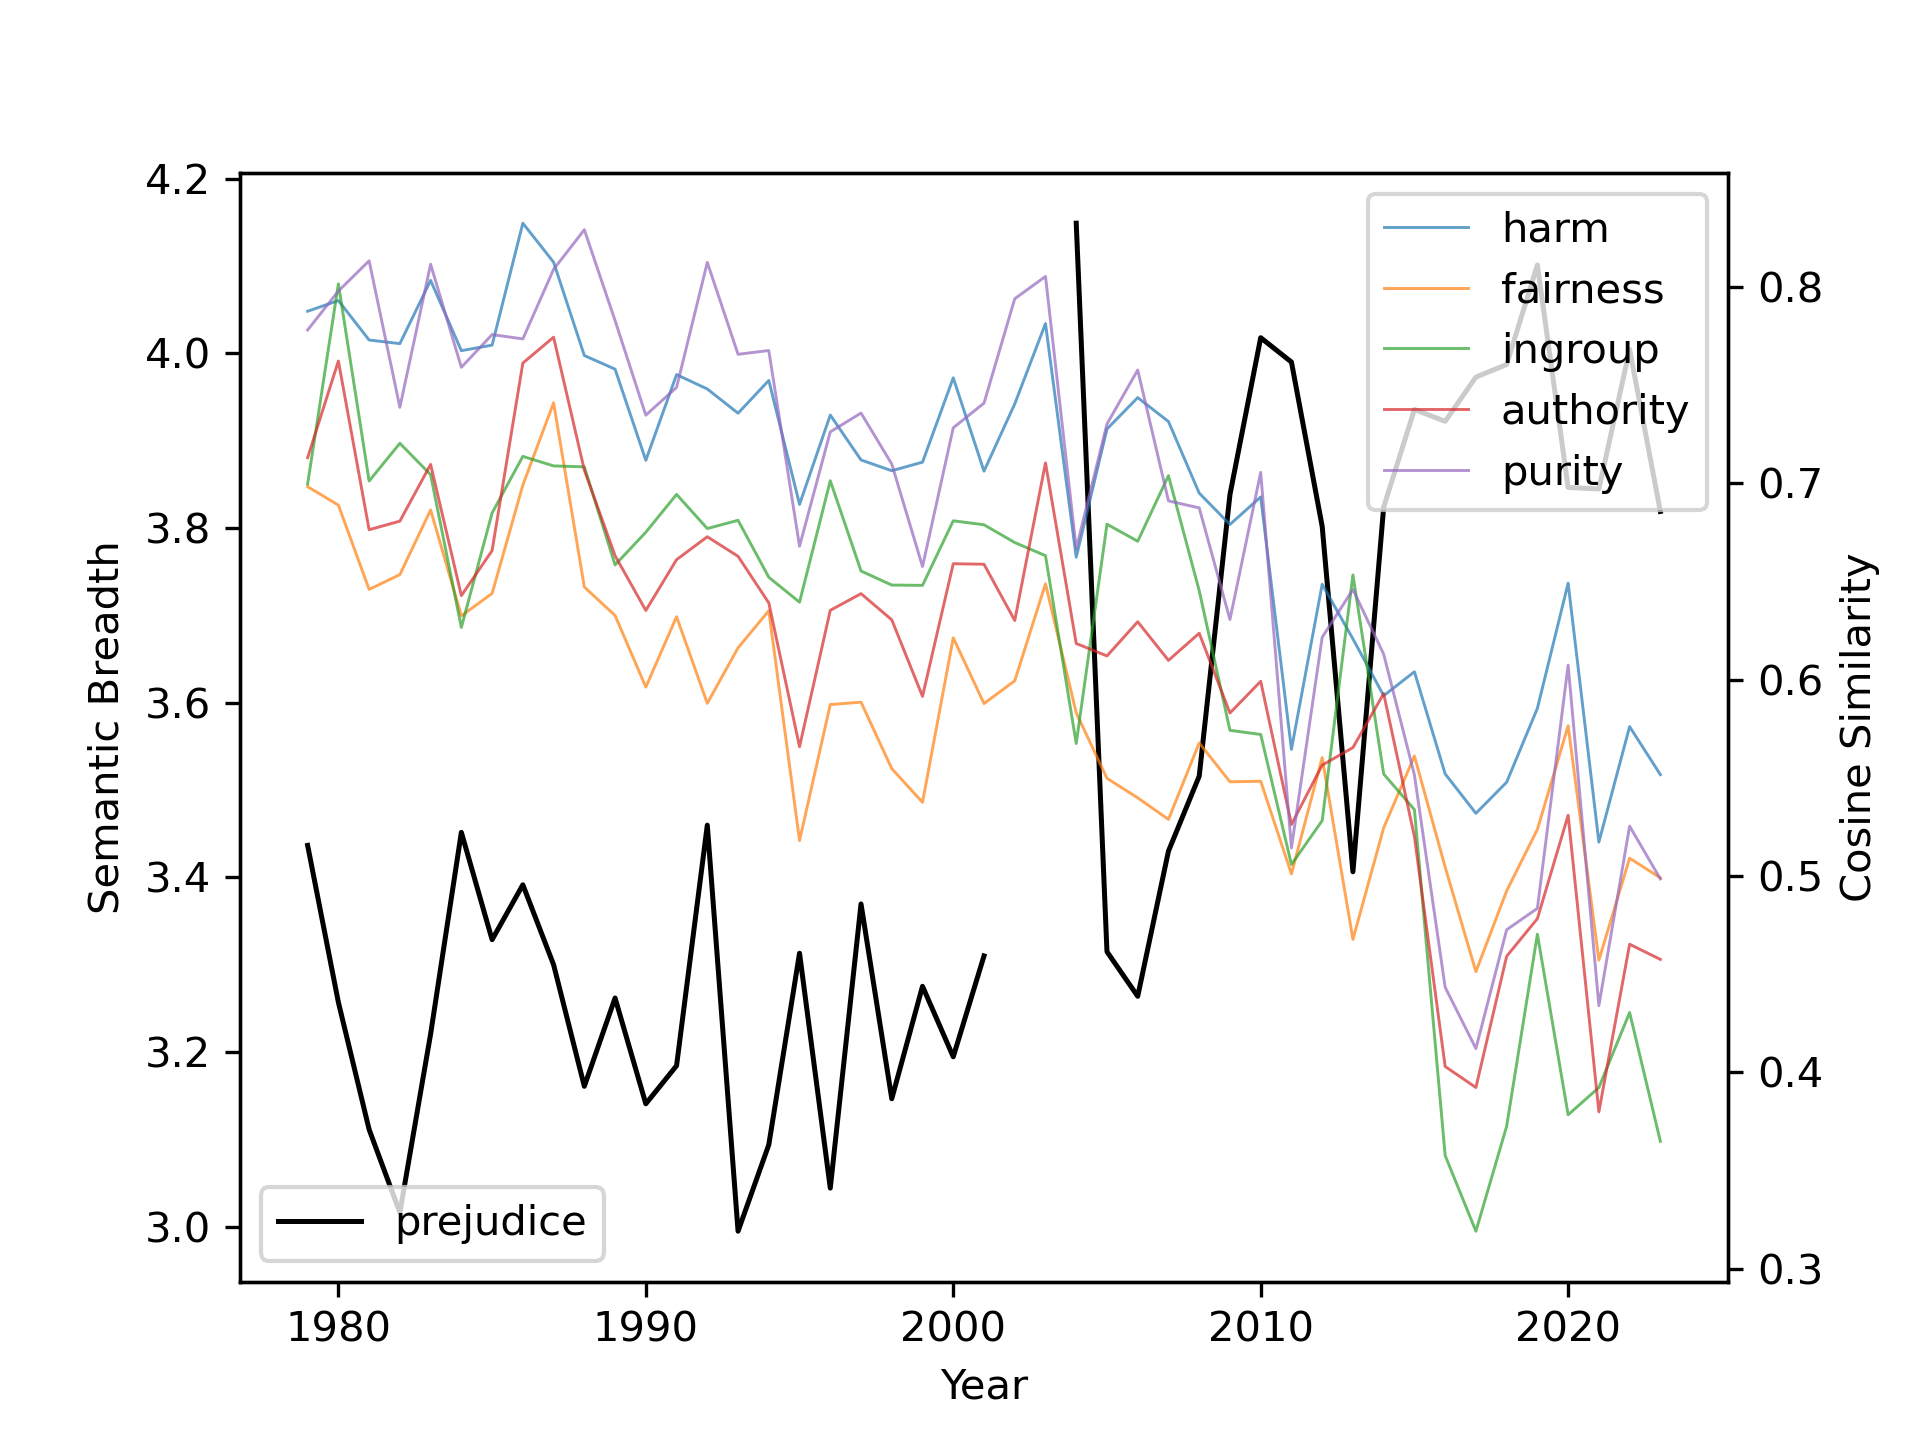 4.2
4.0
3.8
3.6
3.4
3.2
3.0
Semantic Breadth
harm
fairness
ingroup
authority
purity
prejudice
0.8
0.7
0.6
0.5
0.4
0.3
Cosine Similarity
1980 1990 2000 2010 2020
Year